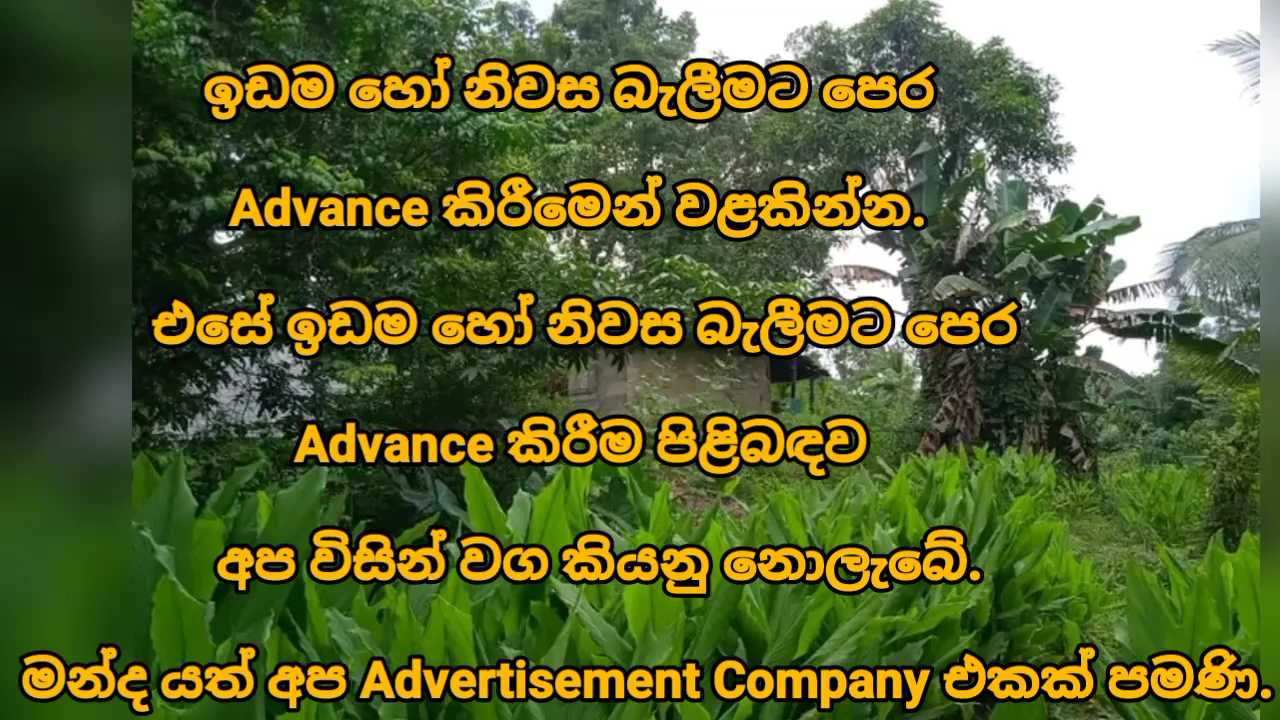 ඉඩම හෝ නිවස බැලීමට පෙර
Advance කිරීමෙන් වළකින්න.
එසේ ඉඩම හෝ නිවස බැලීමට පෙර
Advance කිරීම පිළිබඳව
අප විසින් වග කියනු නොලැබේ.
මන්ද යත් අප Advertisement Company එකක් පමණි.